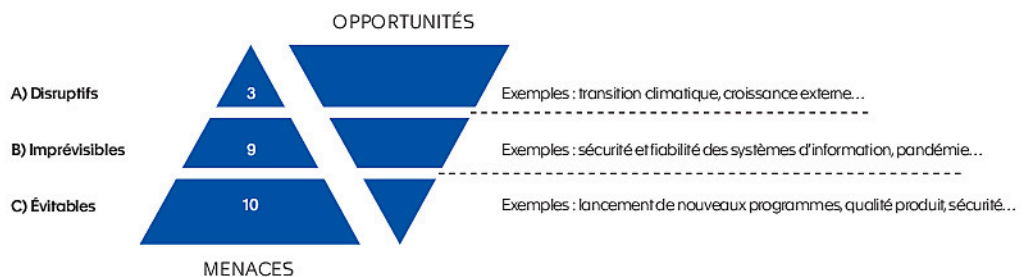 OPPORTUNITÉS
A) Disruptifs
3
Exemples : transition climatique, croissance externe...
B) Imprévisibles
9
Exemples : sécurité et fiabilité des systèmes d'information, pandémie...
C) Évitables
10
Exemples : lancement de nouveaux programmes, qualité produit, sécurité...
MENACES